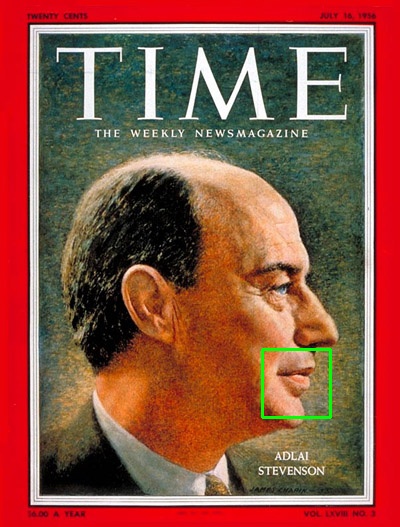 TWENTY CENTS JULY 16, 1956
TIME
THE WEEKLY NEWSMAGAZINE
ADLAI
STEVENSON
$6.00 A YEAR VOL. LXVIII NO. 3